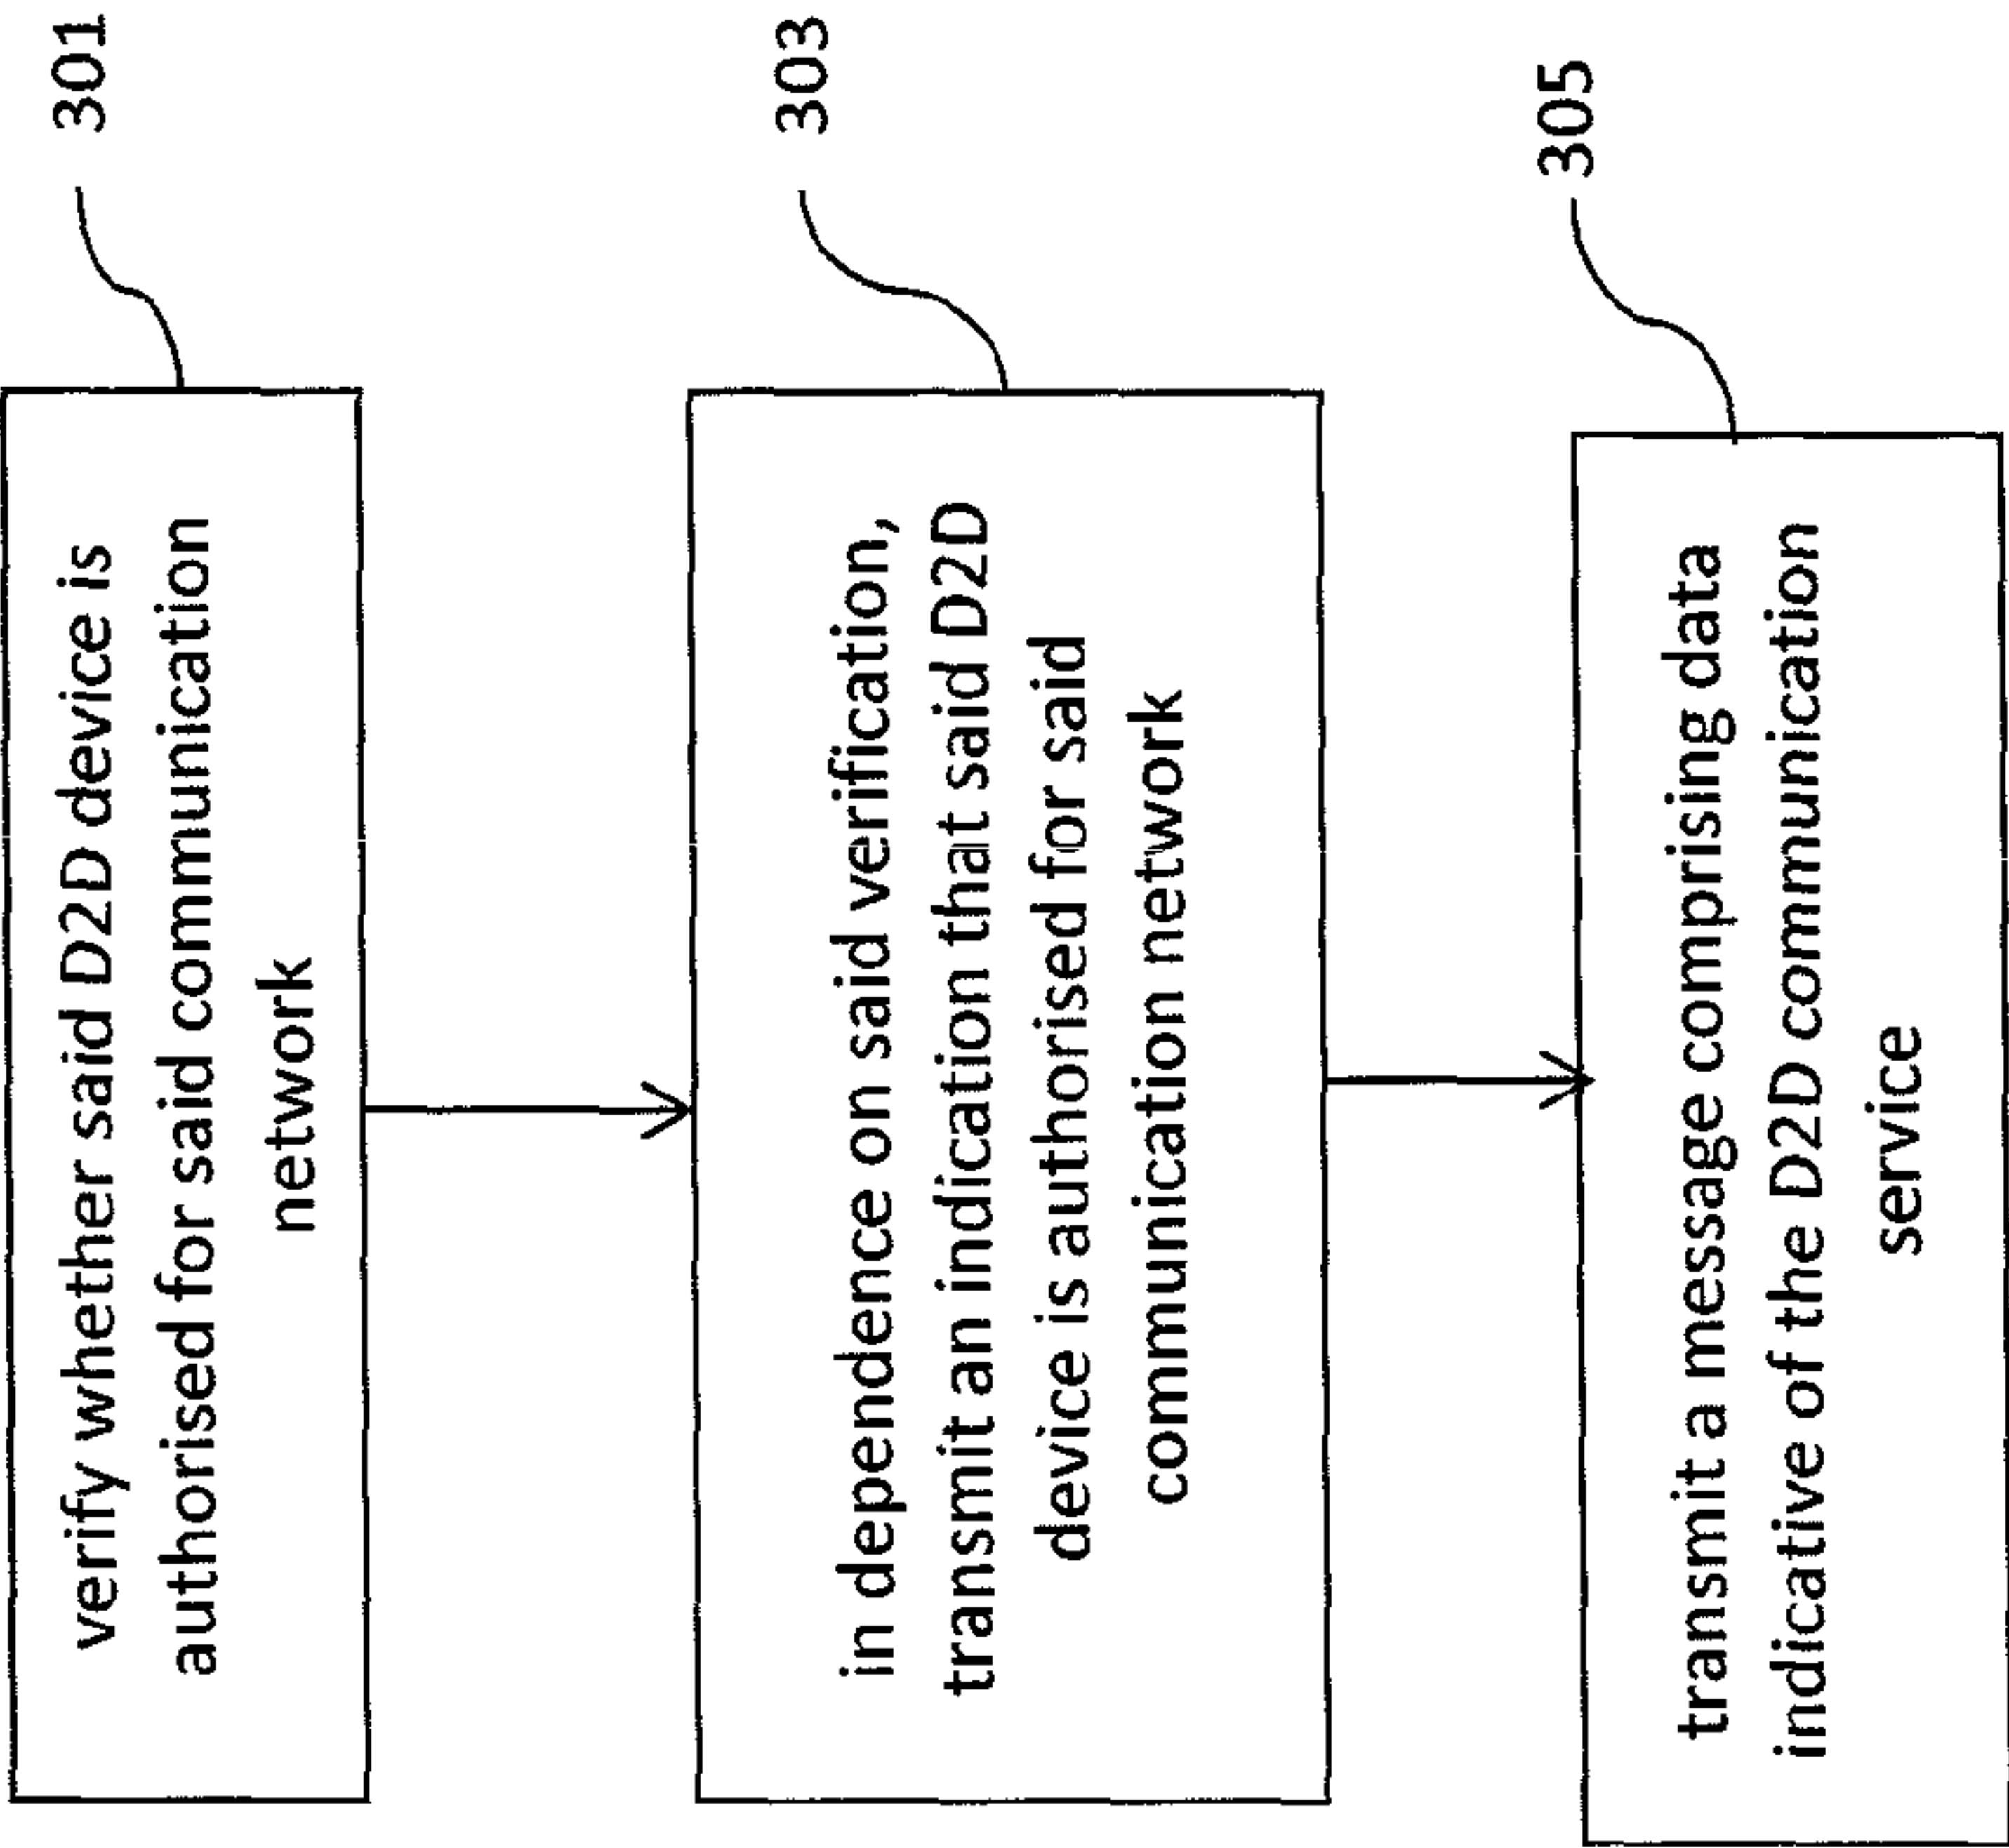 verify whether said D2D device is
authorised for said communication
network
301
in dependence on said verification,
transmit an indication that said D2D
device is authorised for said
communication network
303
transmit a message comprising data
indicative of the D2D communication
service
305